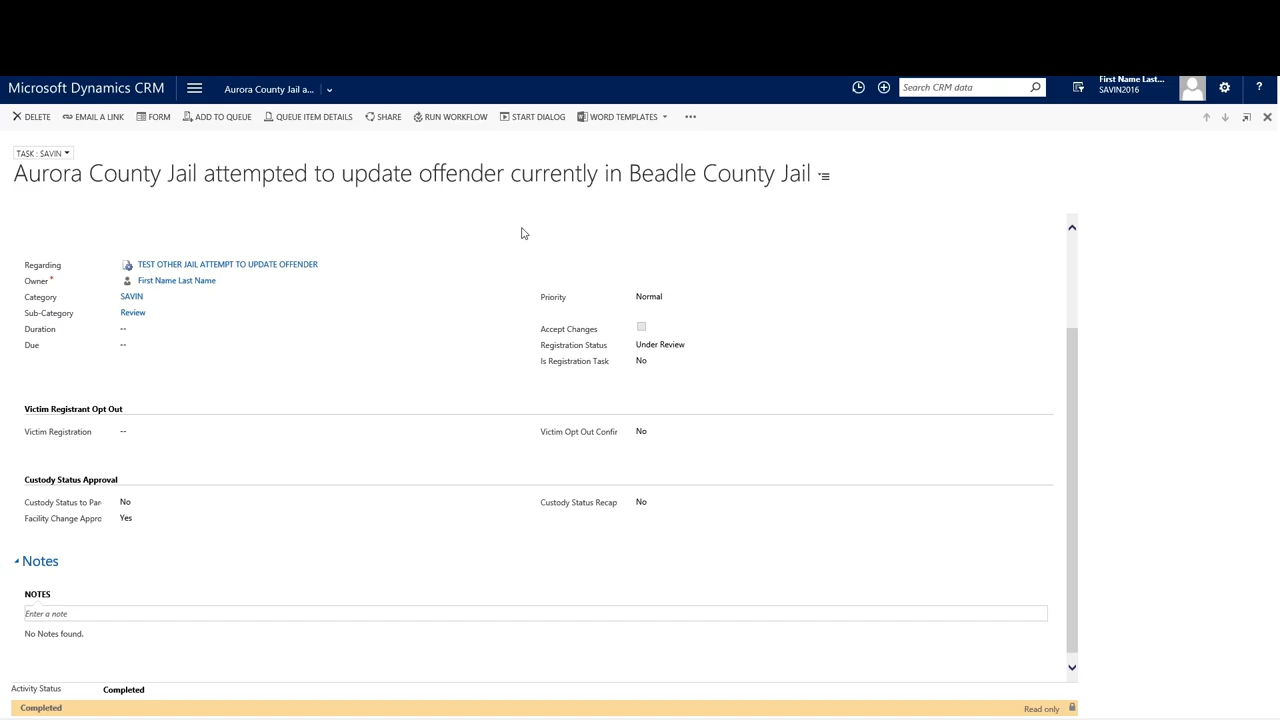 Microsoft Dynamics CRM
Aurora County Jail a...
Search CRM data
First Name Last...
SAVIN2016
?
DELETE
EMAIL A LINK
FORM
ADD TO QUEUE
QUEUE ITEM DETAILS
SHARE
RUN WORKFLOW
START DIALOG
WORD TEMPLATES
...
TASK : SAVIN
Aurora County Jail attempted to update offender currently in Beadle County Jail
Regarding TEST OTHER JAIL ATTEMPT TO UPDATE OFFENDER
Owner * First Name Last Name
Category SAVIN Priority Normal
Sub-Category Review
Duration -- Accept Changes
Due -- Registration Status Under Review
Is Registration Task No
Victim Registrant Opt Out
Victim Registration -- Victim Opt Out Confir No
Custody Status Approval
Custody Status to Par No Custody Status Recap No
Facility Change Appro Yes
Notes
NOTES
Enter a note
No Notes found.
Activity Status Completed
Completed Read only